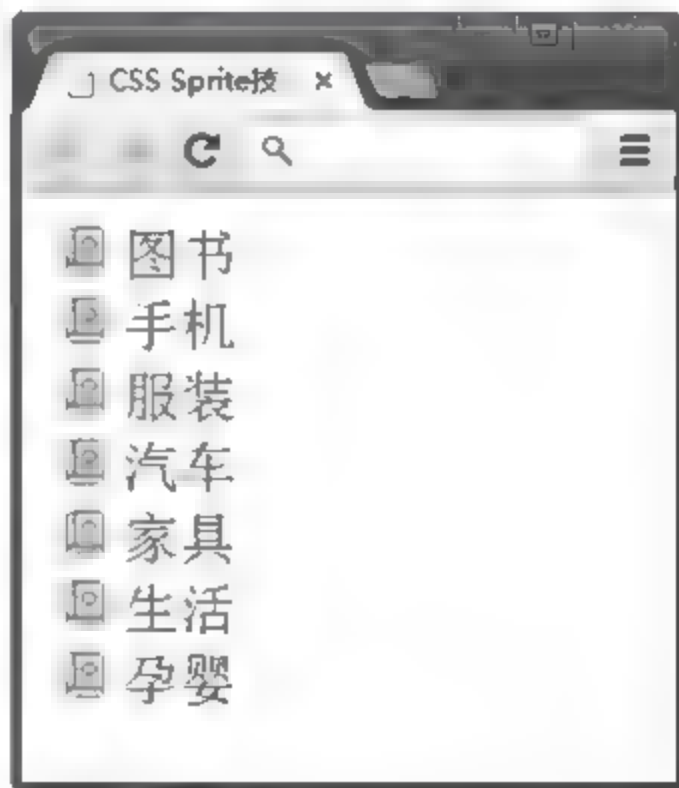 CSS Sprite技
图书
手机
服装
汽车
家具
生活
孕婴